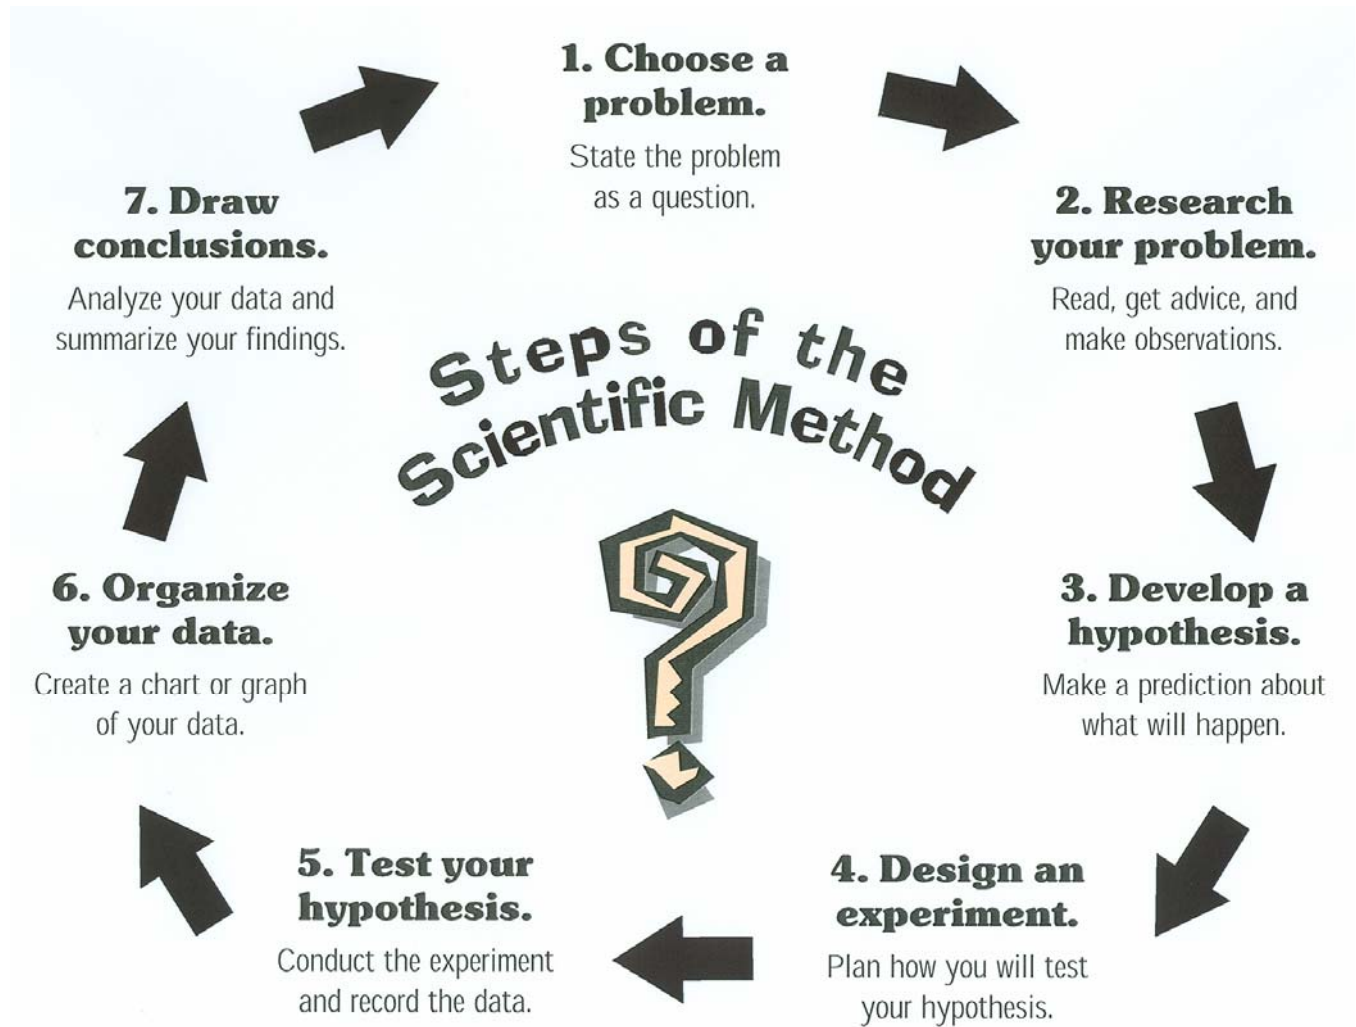 Steps of the
Scientific Method
1. Choose a
problem.
State the problem
as a question.
2. Research
your problem.
Read, get advice, and
make observations.
3. Develop a
hypothesis.
Make a prediction about
what will happen.
4. Design an
experiment.
Plan how you will test
your hypothesis.
5. Test your
hypothesis.
Conduct the experiment
and record the data.
6. Organize
your data.
Create a chart or graph
of your data.
7. Draw
conclusions.
Analyze your data and
summarize your findings.